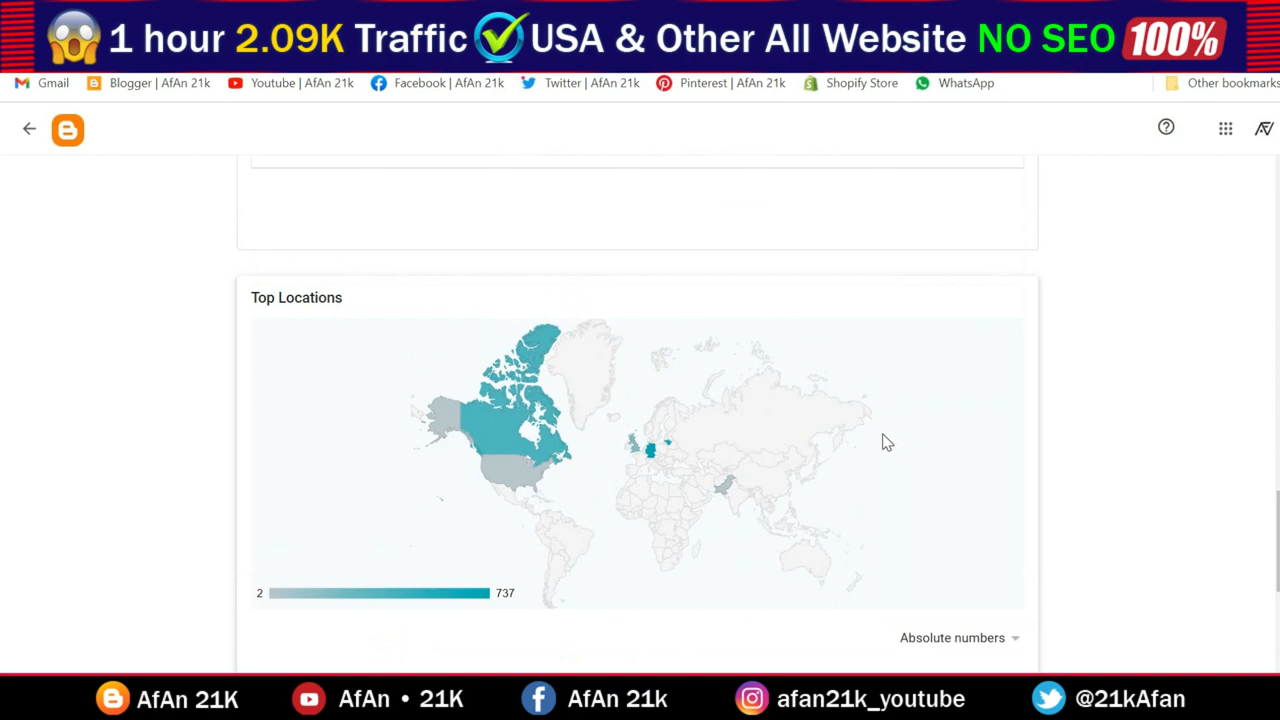 1 hour 2.09K Traffic USA & Other All Website NO SEO 100%
Gmail Blogger | AfAn 21k Youtube | AfAn 21k Facebook | AfAn 21k Twitter | AfAn 21k Pinterest | AfAn 21k Shopify Store WhatsApp Other bookmarks
Top Locations
2 737
Absolute numbers
AfAn 21K AfAn • 21K AfAn 21k afan21k_youtube @21kAfan